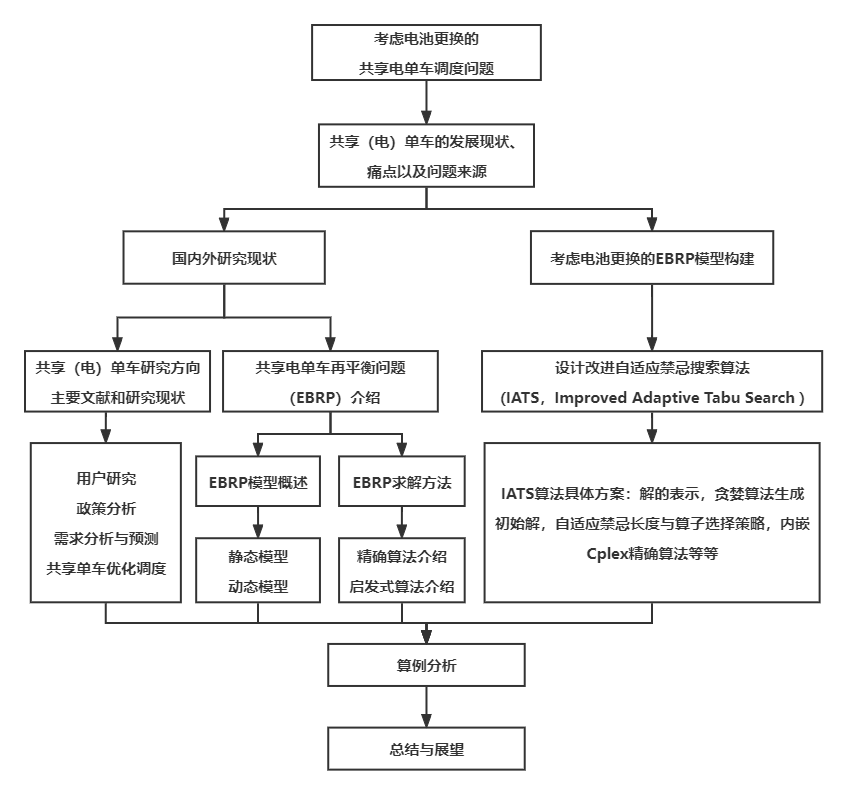 考虑电池更换的
共享电单车调度问题
共享（电）单车的发展现状、
痛点以及问题来源
国内外研究现状
考虑电池更换的EBRP模型构建
共享（电）单车研究方向
主要文献和研究现状
共享电单车再平衡问题
（EBRP）介绍
设计改进自适应禁忌搜索算法
（IATS，Improved Adaptive Tabu Search ）
用户研究
政策分析
需求分析与预测
共享单车优化调度
EBRP模型概述
EBRP求解方法
静态模型
动态模型
精确算法介绍
启发式算法介绍
IATS算法具体方案：解的表示，贪婪算法生成
初始解，自适应禁忌长度与算子选择策略，内嵌
Cplex精确算法等等
算例分析
总结与展望